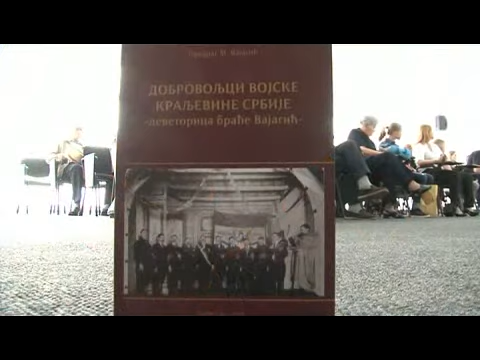 ДОБРОВОЉЦИ ВОЈСКЕ
КРАЉЕВИНЕ СРБИЈЕ
-деветорица браће Вајагић-